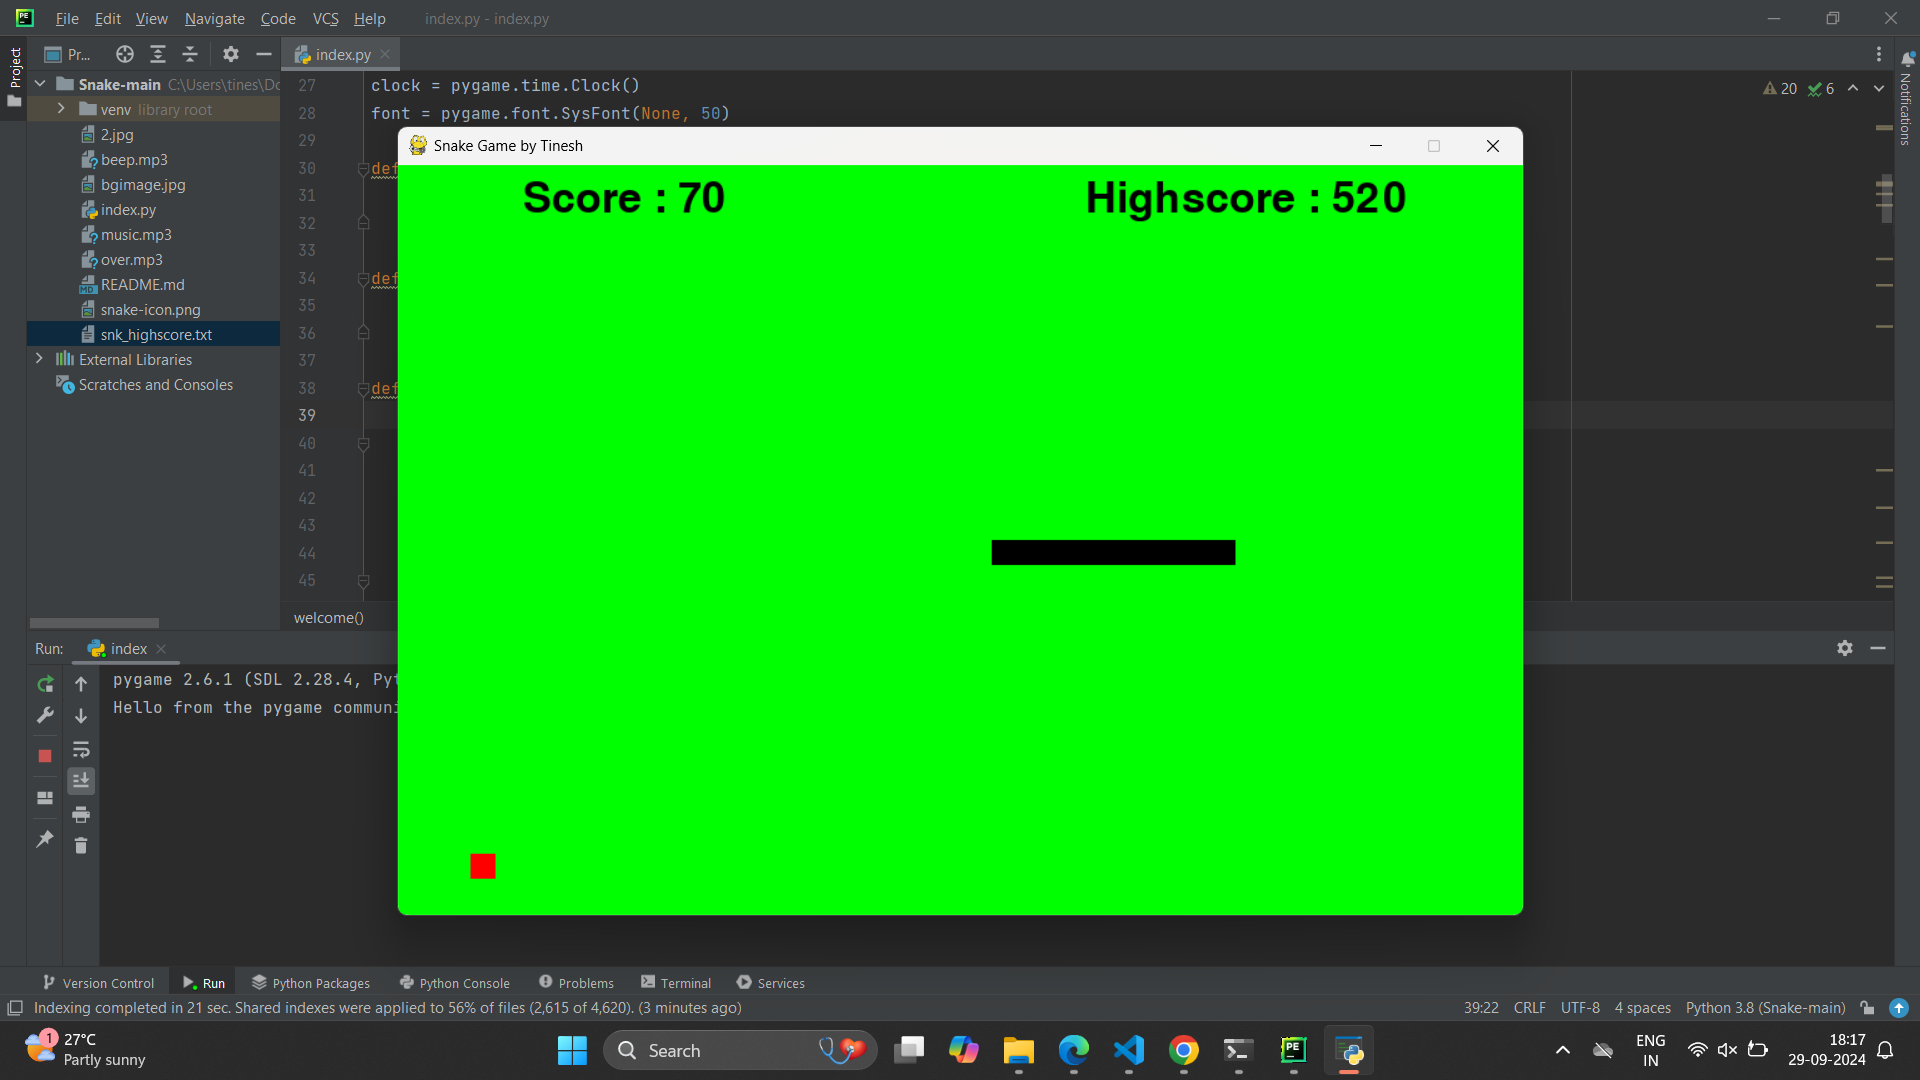 File Edit View Navigate Code VCS Help index.py - index.py
Project
Pr...
index.py
Snake-main C:\Users\tines\Do
venv library root
2.jpg
beep.mp3
bgimage.jpg
index.py
music.mp3
over.mp3
README.md
snake-icon.png
snk_highscore.txt
External Libraries
Scratches and Consoles
27 clock = pygame.time.Clock()
28 font = pygame.font.SysFont(None, 50)
29
30 def
31
32
33
34 def
35
36
37
38 def
39
40
41
42
43
44
45
20 6
Notifications
welcome()
Snake Game by Tinesh
Score : 70
Highscore : 520
Run: index
pygame 2.6.1 (SDL 2.28.4, Pyt
Hello from the pygame communi
Version Control Run Python Packages Python Console Problems Terminal Services
Indexing completed in 21 sec. Shared indexes were applied to 56% of files (2,615 of 4,620). (3 minutes ago)
39:22 CRLF UTF-8 4 spaces Python 3.8 (Snake-main)
1
27°C
Partly sunny
Search
ENG
IN
18:17
29-09-2024